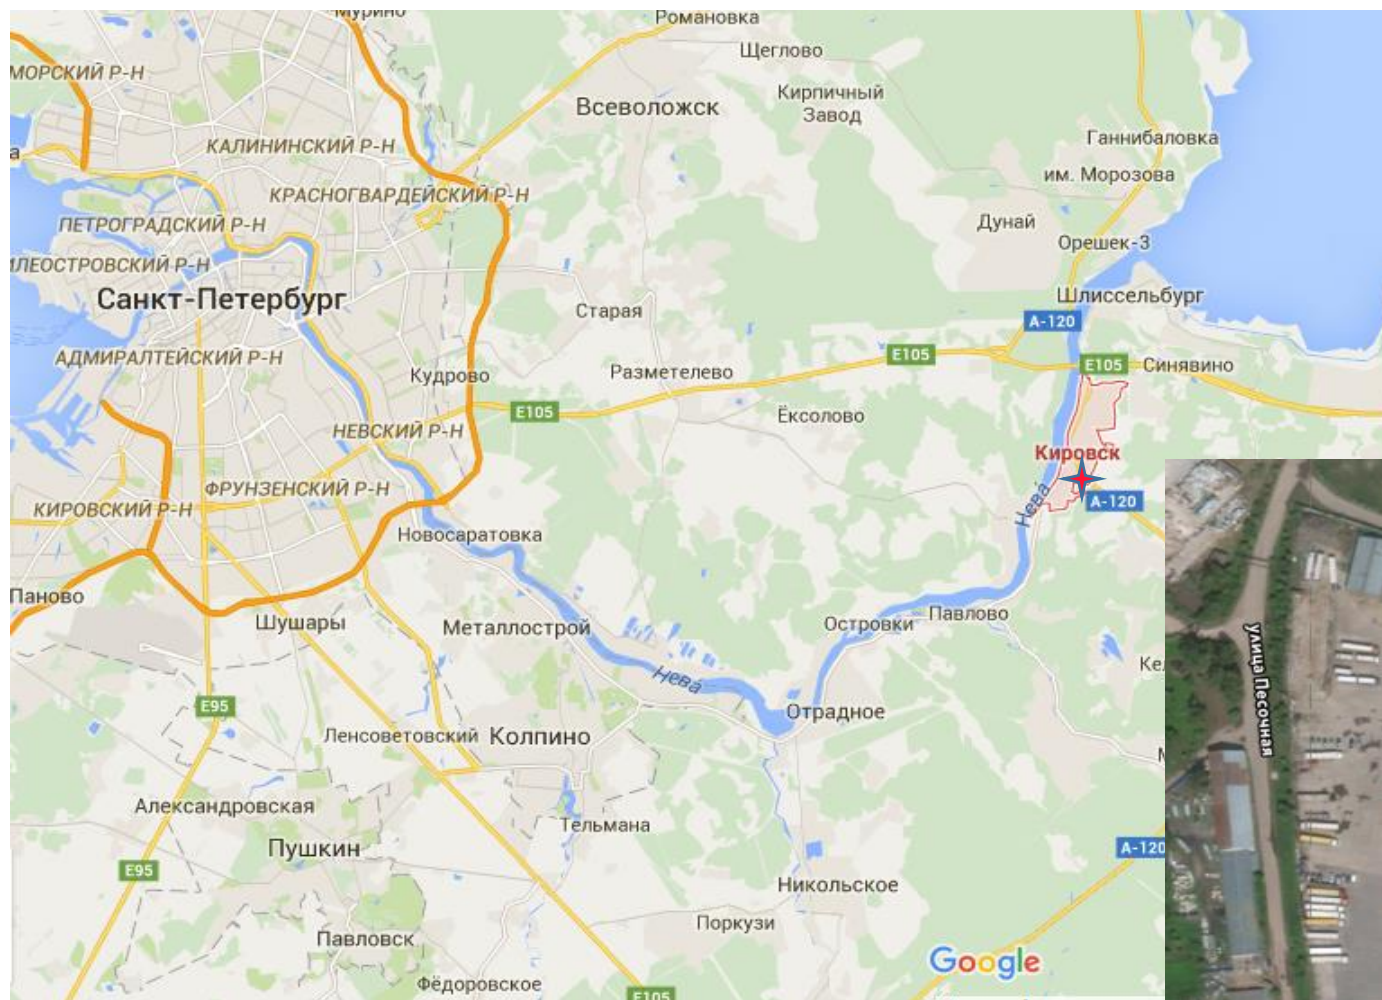 Мурино
Романовка
Щеглово
МОРСКИЙ Р-Н
Всеволожск
Кирпичный
Завод
Ганнибаловка
КАЛИНИНСКИЙ Р-Н
а
им. Морозова
КРАСНОГВАРДЕЙСКИЙ Р-Н
ПЕТРОГРАДСКИЙ Р-Н
Дунай
Орешек-3
ИЛЕОСТРОВСКИЙ Р-Н
Санкт-Петербург
Шлиссельбург
Старая
А-120
АДМИРАЛТЕЙСКИЙ Р-Н
E105
E105
Синявино
Кудрово
Разметелево
E105
Ёксолово
НЕВСКИЙ Р-Н
Кировск
ФРУНЗЕНСКИЙ Р-Н
А-120
КИРОВСКИЙ Р-Н
Нева
Новосаратовка
Паново
Шушары
Металлострой
Островки
Павлово
улица Песочная
Ке
Нева
E95
Отрадное
Ленсоветовский
Колпино
Александровская
Тельмана
Пушкин
А-120
E95
Никольское
Поркузи
Павловск
Google
Фёдоровское
E105